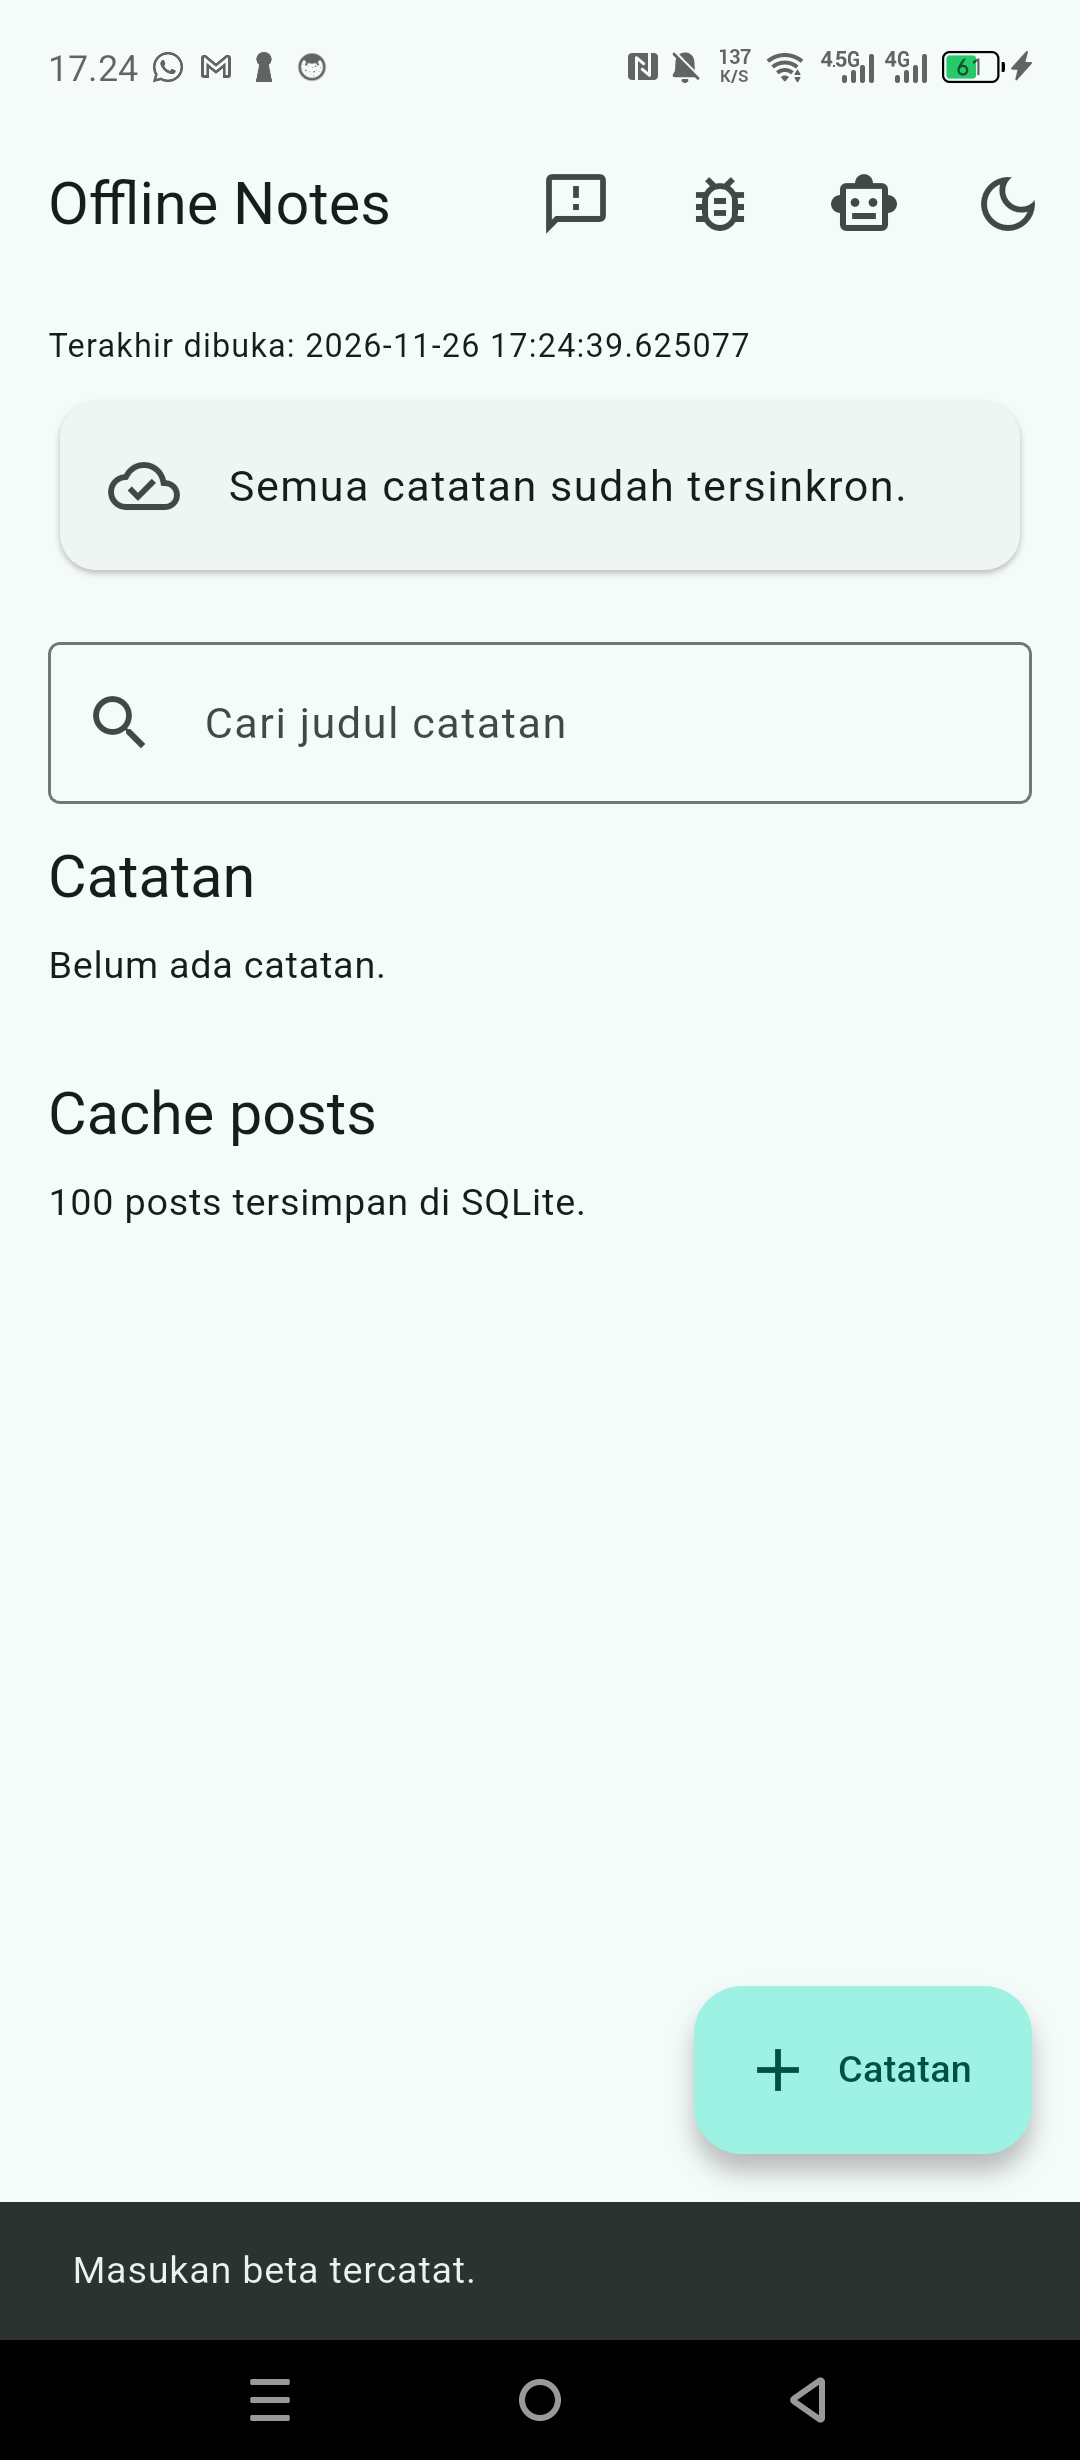 17.24
137
K/S
4.5G
4G
61
Offline Notes
Terakhir dibuka: 2026-11-26 17:24:39.625077
Semua catatan sudah tersinkron.
Cari judul catatan
Catatan
Belum ada catatan.
Cache posts
100 posts tersimpan di SQLite.
Catatan
Masukan beta tercatat.